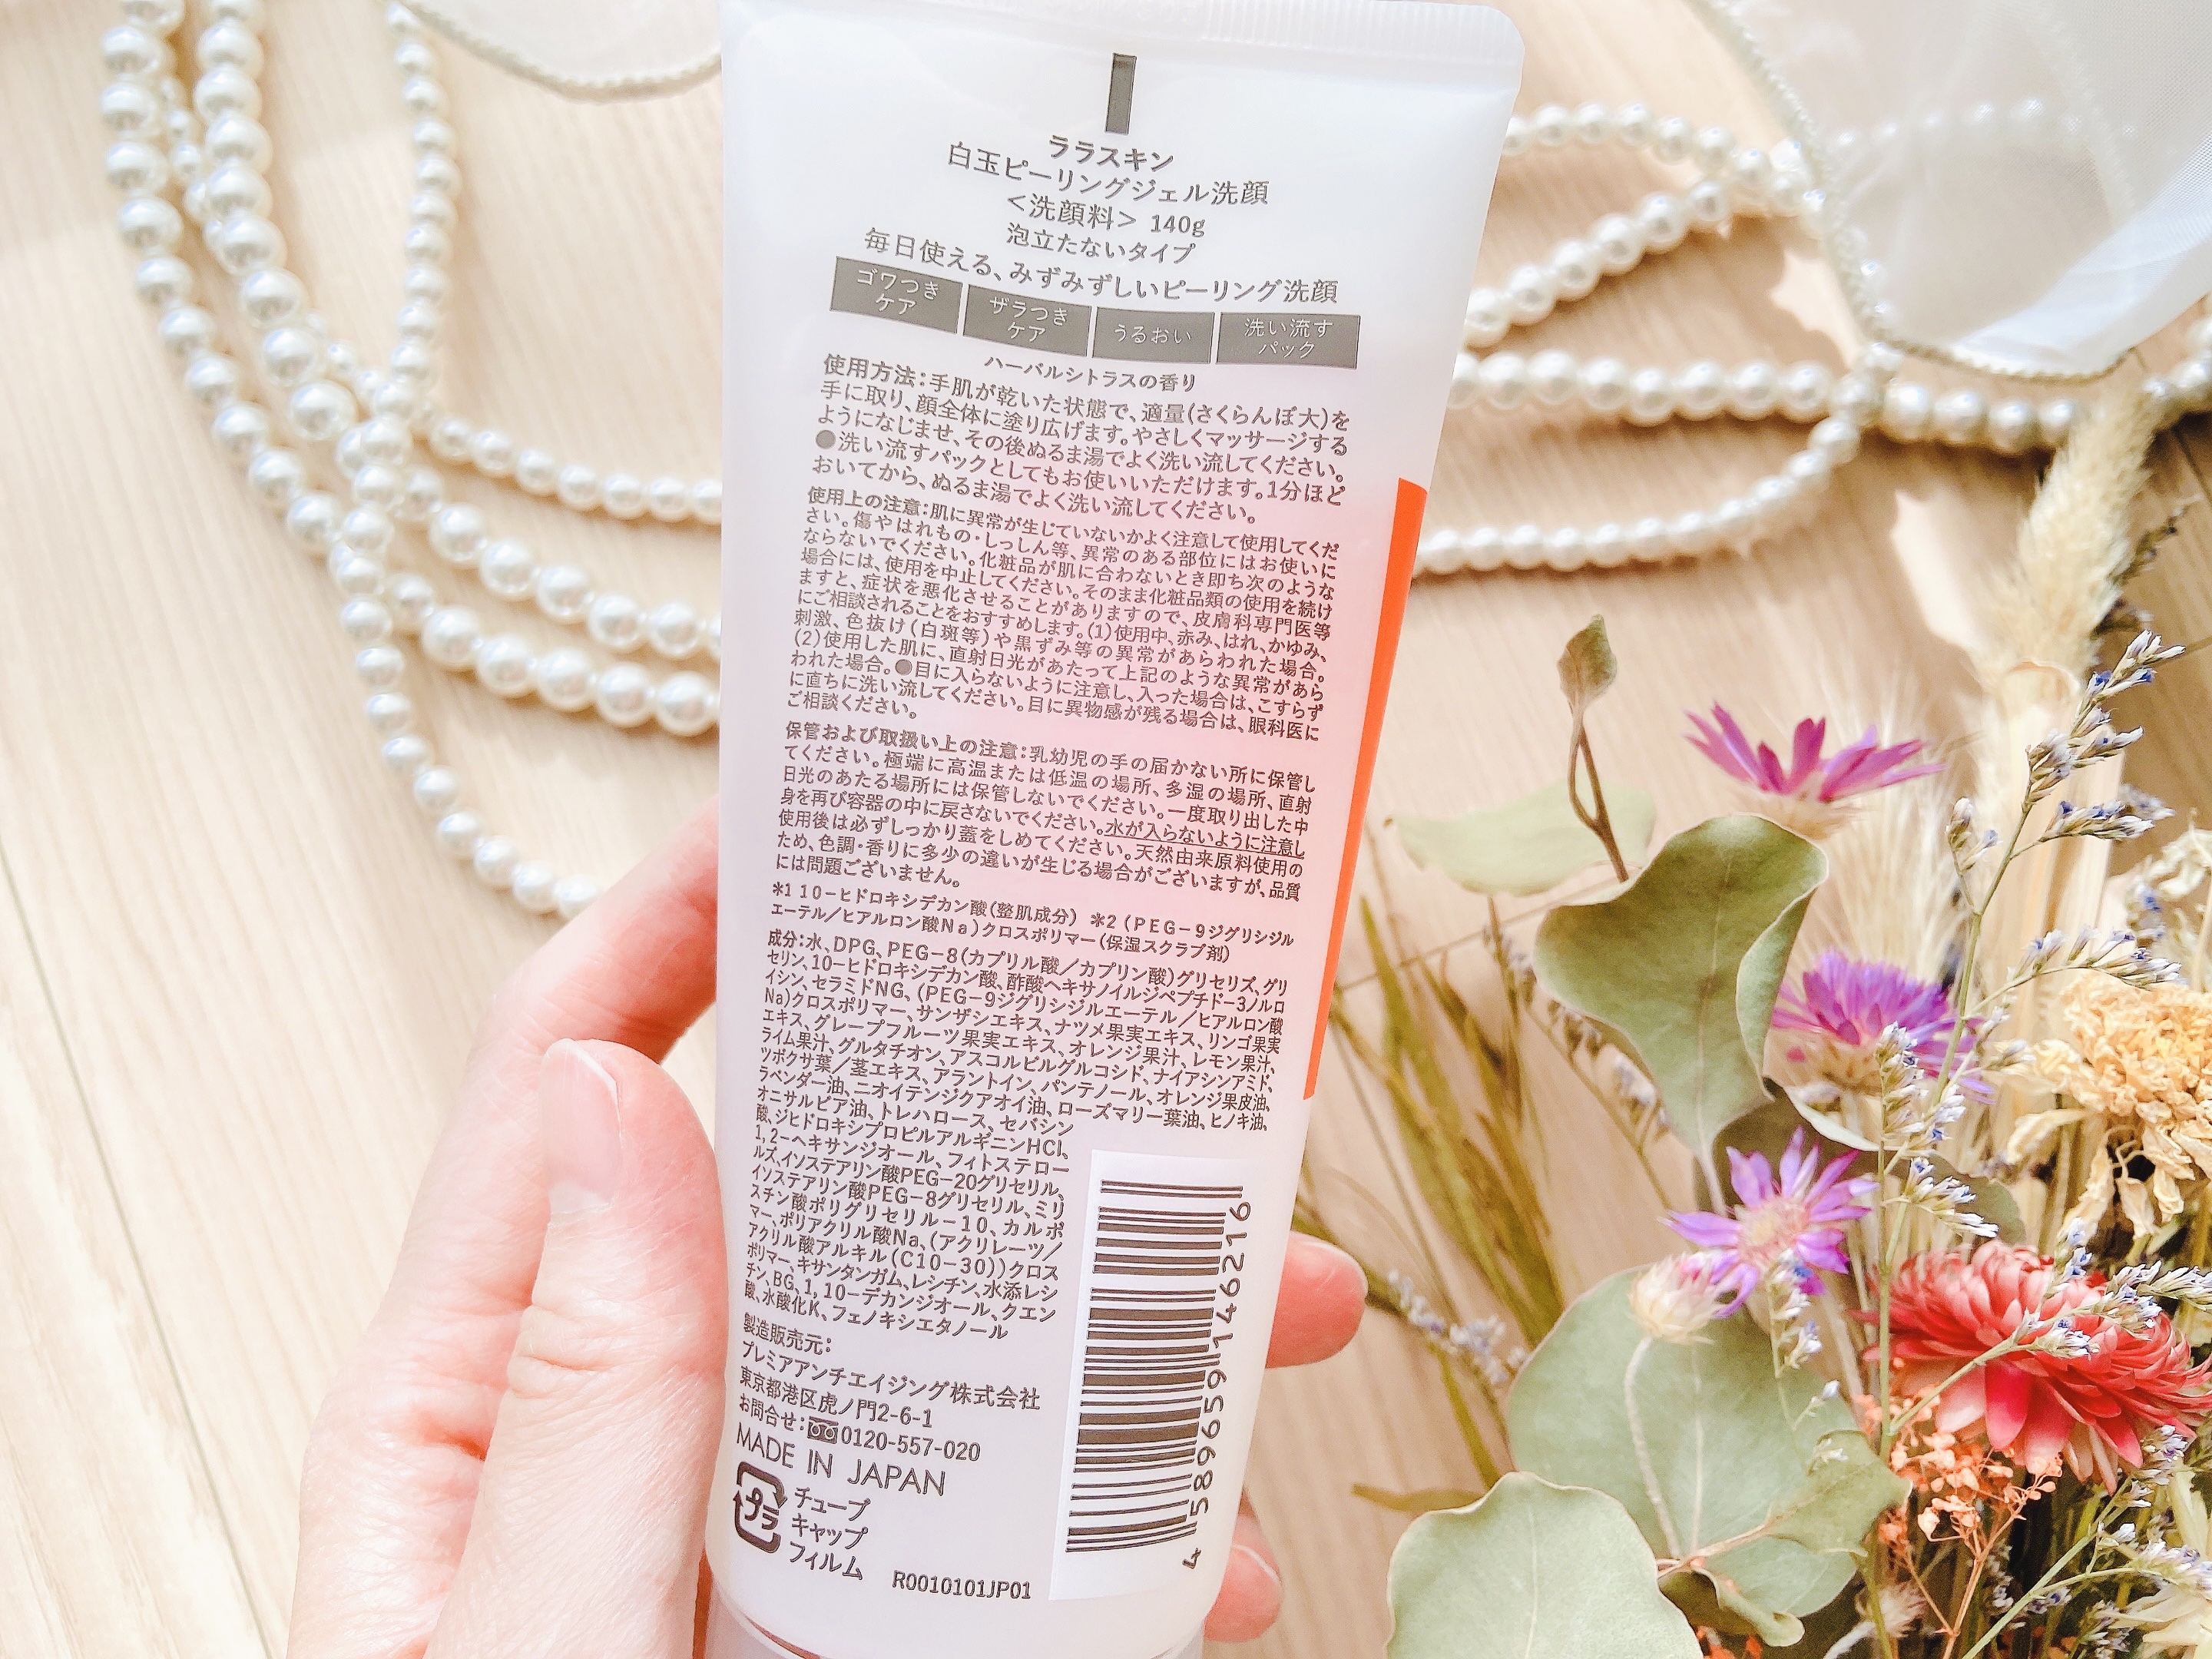 ララスキン
白玉ピーリングジェル洗顔
＜洗顔料＞ 140g
泡立たないタイプ
毎日使える、みずみずしいピーリング洗顔
ゴワつき
ケア
ザラつき
ケア
うるおい
洗い流す
パック
ハーバルシトラスの香り
使用方法：手肌が乾いた状態で、適量(さくらんぼ大)を
手に取り、顔全体に塗り広げます。やさしくマッサージする
ようになじませ、その後ぬるま湯でよく洗い流してください。
●洗い流すパックとしてもお使いいただけます。1分ほど
おいてから、ぬるま湯でよく洗い流してください。
使用上の注意：肌に異常が生じていないかよく注意して使用してくだ
さい。傷やはれもの・しっしん等、異常のある部位にはお使いに
ならないでください。化粧品が肌に合わないとき即ち次のような
場合には、使用を中止してください。そのまま化粧品類の使用を続け
ますと、症状を悪化させることがありますので、皮膚科専門医等
にご相談されることをおすすめします。(1)使用中、赤み、はれ、かゆみ、
刺激、色抜け(白斑等)や黒ずみ等の異常があらわれた場合。
(2)使用した肌に、直射日光があたって上記のような異常があら
われた場合。●目に入らないように注意し、入った場合は、こすらず
に直ちに洗い流してください。目に異物感が残る場合は、眼科医に
ご相談ください。
保管および取扱い上の注意：乳幼児の手の届かない所に保管し
てください。極端に高温または低温の場所、多湿の場所、直射
日光のあたる場所には保管しないでください。一度取り出した中
身を再び容器の中に戻さないでください。水が入らないように注意し
使用後は必ずしっかり蓋をしめてください。天然由来原料使用の
ため、色調・香りに多少の違いが生じる場合がございますが、品質
には問題ございません。
＊1 10－ヒドロキシデカン酸(整肌成分) ＊2 (PEG－9ジグリシジル
エーテル／ヒアルロン酸Na)クロスポリマー(保湿スクラブ剤)
成分：水、DPG、PEG－8(カプリル酸／カプリン酸)グリセリズ、グリ
セリン、10－ヒドロキシデカン酸、酢酸ヘキサノイルジペプチド－3ノルロ
イシン、セラミドNG、(PEG－9ジグリシジルエーテル／ヒアルロン酸
Na)クロスポリマー、サンザシエキス、ナツメ果実エキス、リンゴ果実
エキス、グレープフルーツ果実エキス、オレンジ果汁、レモン果汁、
ライム果汁、グルタチオン、アスコルビルグルコシド、ナイアシンアミド、
ツボクサ葉／茎エキス、アラントイン、パンテノール、オレンジ果皮油、
ラベンダー油、ニオイテンジクアオイ油、ローズマリー葉油、ヒノキ油、
オニサルビア油、トレハロース、セバシン
酸、ジヒドロキシプロピルアルギニンHCl、
1,2－ヘキサンジオール、フィトステロー
ルズ、イソステアリン酸PEG－20グリセリル、
イソステアリン酸PEG－8グリセリル、ミリ
スチン酸ポリグリセリル－10、カルボ
マー、ポリアクリル酸Na、(アクリレーツ／
アクリル酸アルキル(C10－30))クロス
ポリマー、キサンタンガム、レシチン、水添レシ
チン、BG、1,10－デカンジオール、クエン
酸、水酸化K、フェノキシエタノール
製造販売元：
プレミアアンチエイジング株式会社
東京都港区虎ノ門2-6-1
お問合せ：0120-557-020
MADE IN JAPAN
プラ
チューブ
キャップ
フィルム
R0010101JP01
4 589659 146216